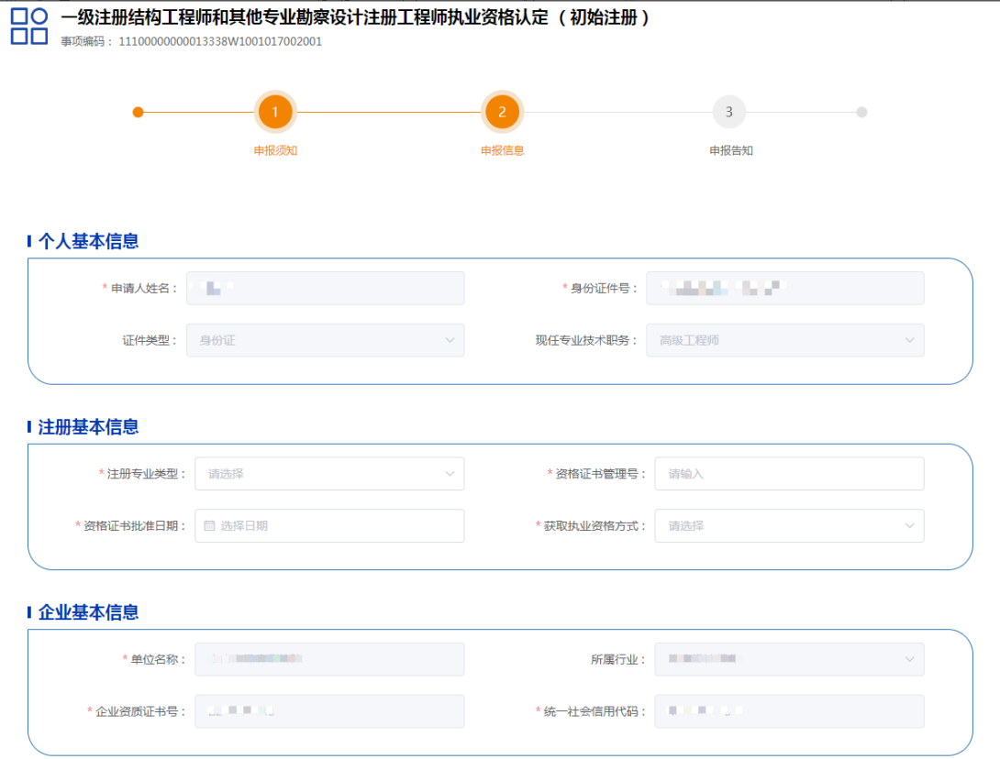 一级注册结构工程师和其他专业勘察设计注册工程师执业资格认定（初始注册）
事项编码： 11100000000013338W1001017002001
1 2 3
申报须知 申报信息 申报告知
个人基本信息
* 申请人姓名： * 身份证件号：
证件类型： 身份证 现任专业技术职务： 高级工程师
注册基本信息
* 注册专业类型： 请选择 * 资格证书管理号： 请输入
* 资格证书批准日期： 选择日期 * 获取执业资格方式： 请选择
企业基本信息
* 单位名称： 所属行业：
* 企业资质证书号： * 统一社会信用代码：